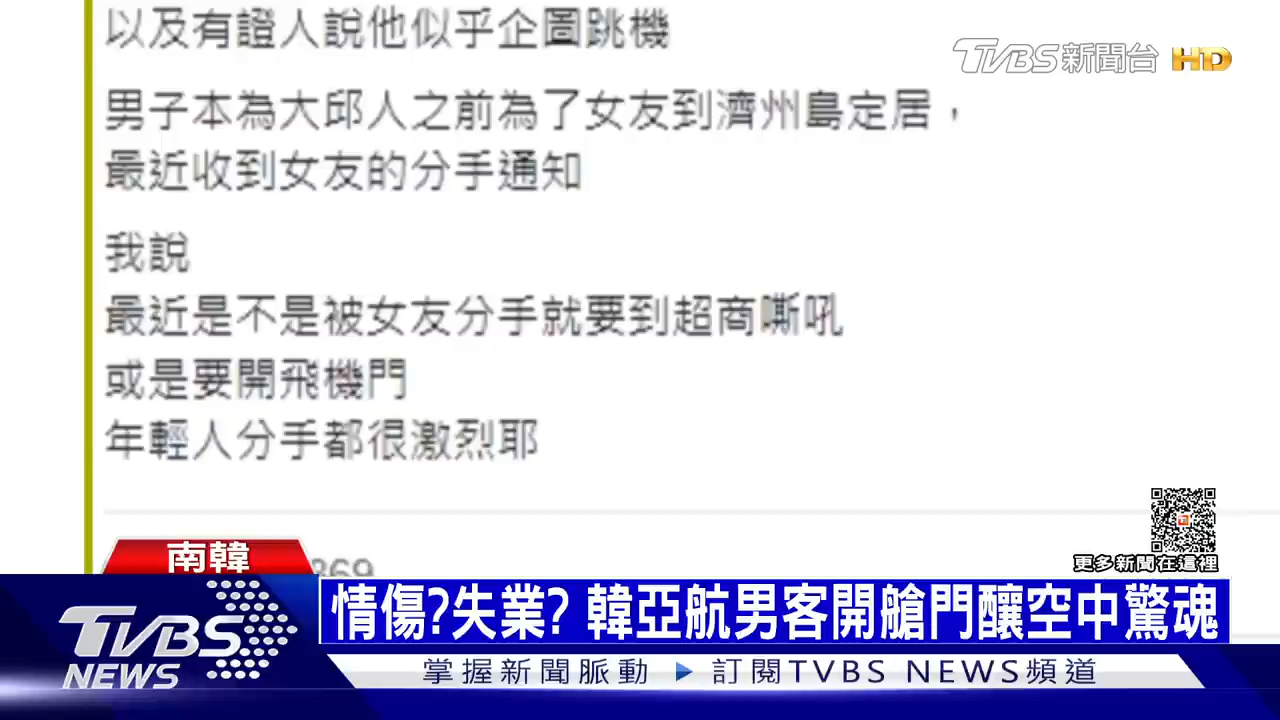 以及有證人說他似乎企圖跳機
TVBS新聞台 HD
男子本為大邱人之前為了女友到濟州島定居，
最近收到女友的分手通知
我說
最近是不是被女友分手就要到超商嘶吼
或是要開飛機門
年輕人分手都很激烈耶
更多新聞在這裡
南韓
869
情傷?失業? 韓亞航男客開艙門釀空中驚魂
TVBS NEWS
掌握新聞脈動 ▶ 訂閱TVBS NEWS頻道